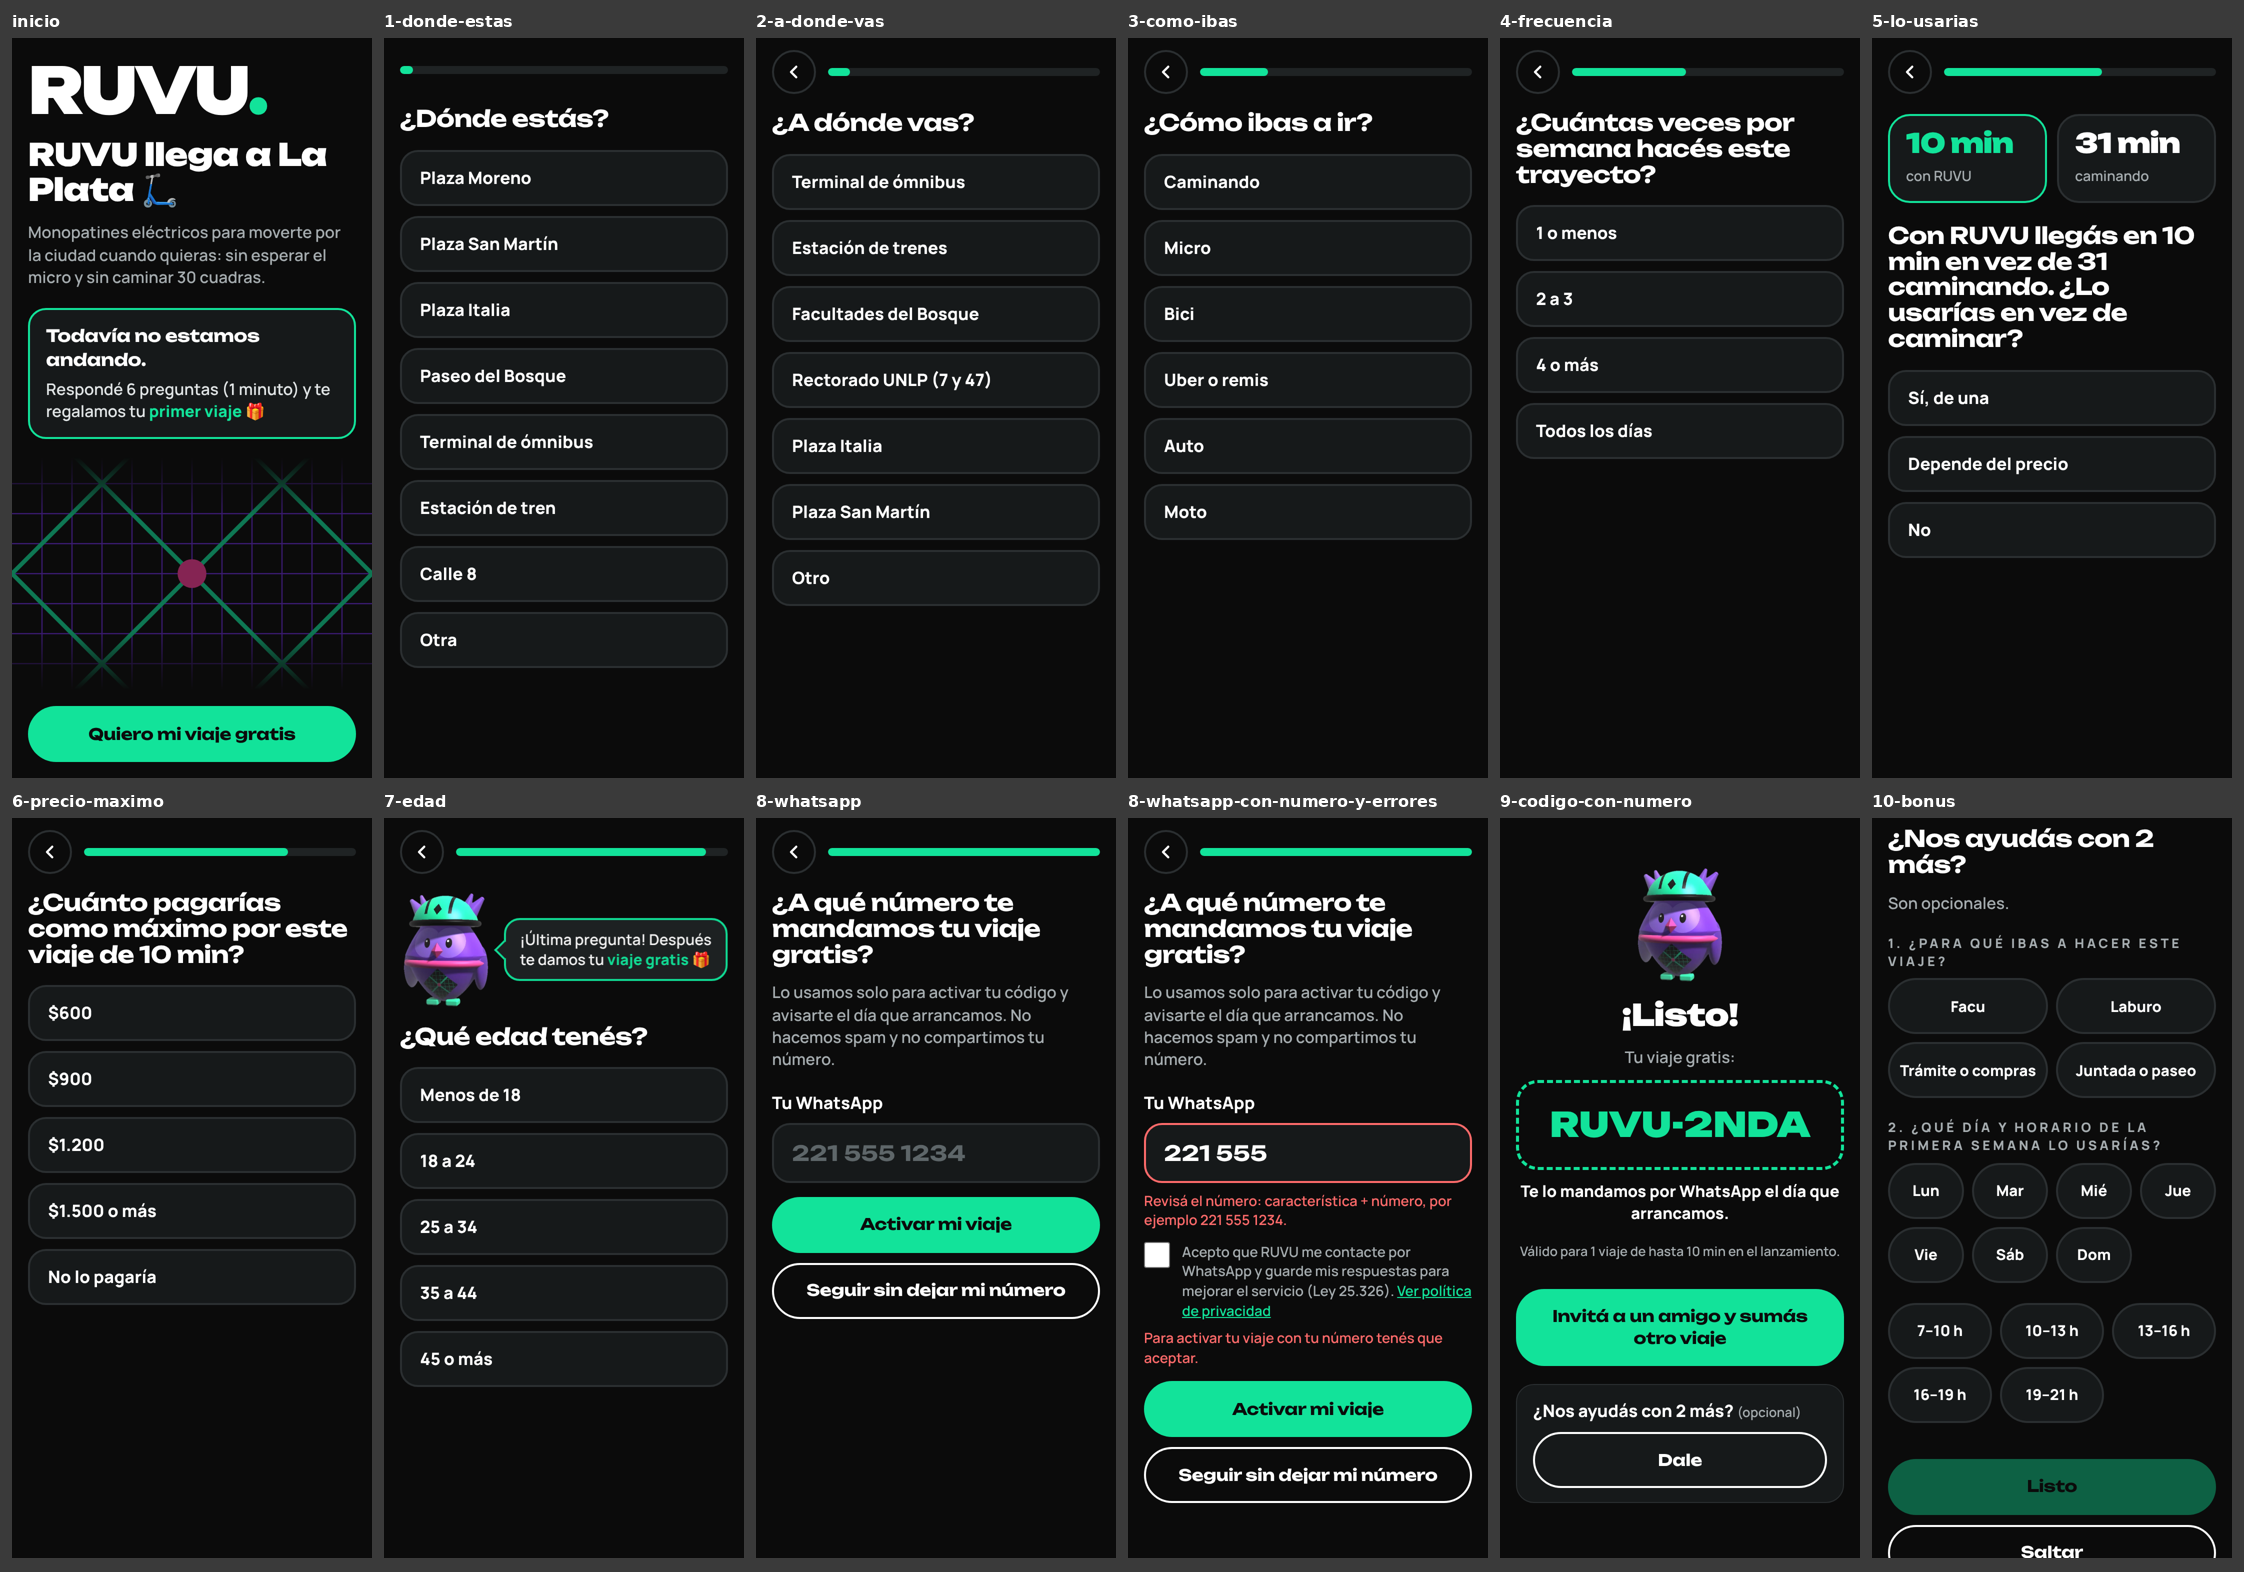 inicio
RUVU.
RUVU llega a La
Plata
Monopatines eléctricos para moverte por
la ciudad cuando quieras: sin esperar el
micro y sin caminar 30 cuadras.
Todavía no estamos
andando.
Respondé 6 preguntas (1 minuto) y te
regalamos tu primer viaje
Quiero mi viaje gratis
1-donde-estas
¿Dónde estás?
Plaza Moreno
Plaza San Martín
Plaza Italia
Paseo del Bosque
Terminal de ómnibus
Estación de tren
Calle 8
Otra
2-a-donde-vas
¿A dónde vas?
Terminal de ómnibus
Estación de trenes
Facultades del Bosque
Rectorado UNLP (7 y 47)
Plaza Italia
Plaza San Martín
Otro
3-como-ibas
¿Cómo ibas a ir?
Caminando
Micro
Bici
Uber o remis
Auto
Moto
4-frecuencia
¿Cuántas veces por
semana hacés este
trayecto?
1 o menos
2 a 3
4 o más
Todos los días
5-lo-usarias
10 min
con RUVU
31 min
caminando
Con RUVU llegás en 10
min en vez de 31
caminando. ¿Lo
usarías en vez de
caminar?
Sí, de una
Depende del precio
No
6-precio-maximo
¿Cuánto pagarías
como máximo por este
viaje de 10 min?
$600
$900
$1.200
$1.500 o más
No lo pagaría
7-edad
¡Última pregunta! Después
te damos tu viaje gratis
¿Qué edad tenés?
Menos de 18
18 a 24
25 a 34
35 a 44
45 o más
8-whatsapp
¿A qué número te
mandamos tu viaje
gratis?
Lo usamos solo para activar tu código y
avisarte el día que arrancamos. No
hacemos spam y no compartimos tu
número.
Tu WhatsApp
221 555 1234
Activar mi viaje
Seguir sin dejar mi número
8-whatsapp-con-numero-y-errores
¿A qué número te
mandamos tu viaje
gratis?
Lo usamos solo para activar tu código y
avisarte el día que arrancamos. No
hacemos spam y no compartimos tu
número.
Tu WhatsApp
221 555
Revisá el número: característica + número, por
ejemplo 221 555 1234.
Acepto que RUVU me contacte por
WhatsApp y guarde mis respuestas para
mejorar el servicio (Ley 25.326). Ver política
de privacidad
Para activar tu viaje con tu número tenés que
aceptar.
Activar mi viaje
Seguir sin dejar mi número
9-codigo-con-numero
¡Listo!
Tu viaje gratis:
RUVU-2NDA
Te lo mandamos por WhatsApp el día que
arrancamos.
Válido para 1 viaje de hasta 10 min en el lanzamiento.
Invitá a un amigo y sumás
otro viaje
¿Nos ayudás con 2 más? (opcional)
Dale
10-bonus
¿Nos ayudás con 2
más?
Son opcionales.
1. ¿PARA QUÉ IBAS A HACER ESTE
VIAJE?
Facu
Laburo
Trámite o compras
Juntada o paseo
2. ¿QUÉ DÍA Y HORARIO DE LA
PRIMERA SEMANA LO USARÍAS?
Lun
Mar
Mié
Jue
Vie
Sáb
Dom
7–10 h
10–13 h
13–16 h
16–19 h
19–21 h
Listo
Saltar